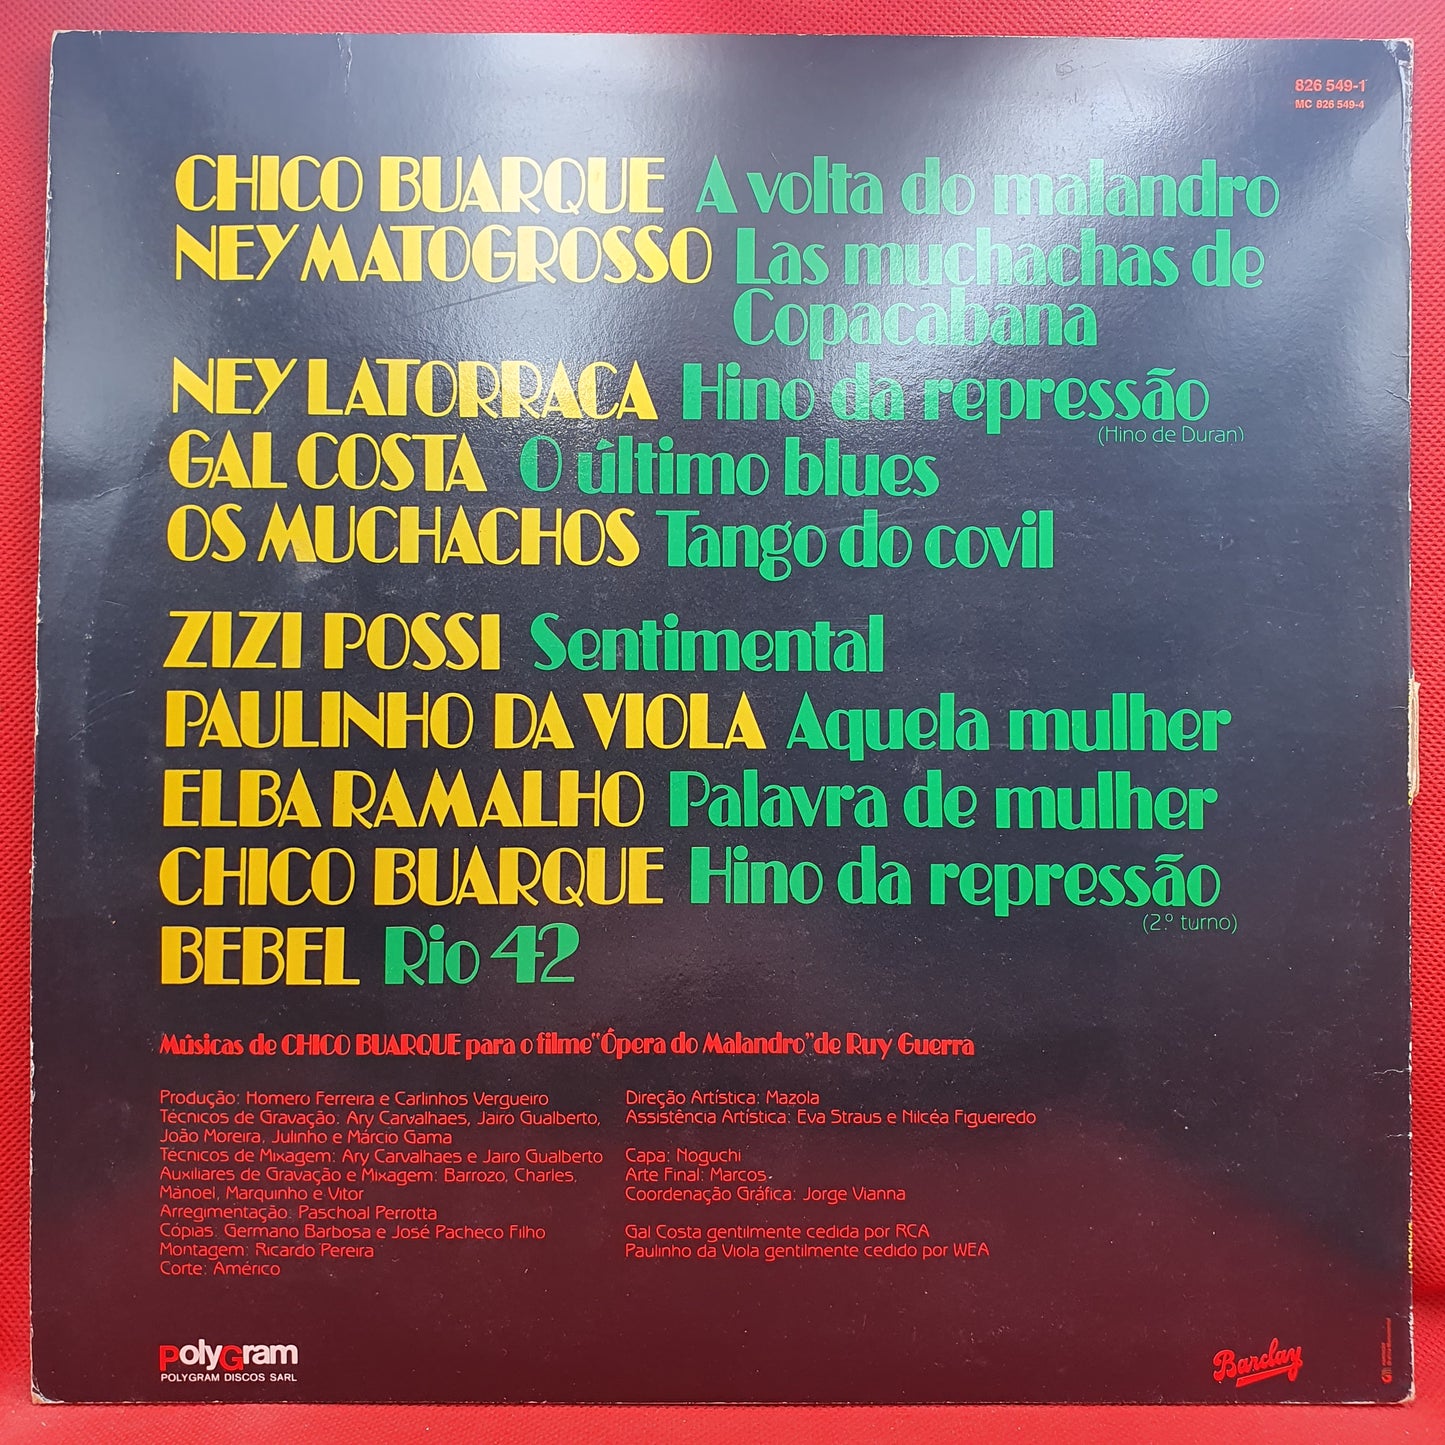 826 549-1
MC 826 549-4
CHICO BUARQUE A volta do malandro
NEY MATOGROSSO Las muchachas de
Copacabana
NEY LATORRACA Hino da repressão
(Hino de Duran)
GAL COSTA O último blues
OS MUCHACHOS Tango do covil
ZIZI POSSI Sentimental
PAULINHO DA VIOLA Aquela mulher
ELBA RAMALHO Palavra de mulher
CHICO BUARQUE Hino da repressão
(2.º turno)
BEBEL Rio 42
Músicas de CHICO BUARQUE para o filme "Ópera do Malandro" de Ruy Guerra
Produção: Homero Ferreira e Carlinhos Vergueiro
Técnicos de Gravação: Ary Carvalhaes, Jairo Gualberto,
João Moreira, Julinho e Márcio Gama
Técnicos de Mixagem: Ary Carvalhaes e Jairo Gualberto
Auxiliares de Gravação e Mixagem: Barrozo, Charles,
Manoel, Marquinho e Vitor
Arregimentação: Paschoal Perrotta
Cópias: Germano Barbosa e José Pacheco Filho
Montagem: Ricardo Pereira
Corte: Américo
Direção Artística: Mazola
Assistência Artística: Eva Straus e Nilcéa Figueiredo
Capa: Noguchi
Arte Final: Marcos
Coordenação Gráfica: Jorge Vianna
Gal Costa gentilmente cedida por RCA
Paulinho da Viola gentilmente cedido por WEA
PolyGram
POLYGRAM DISCOS SARL
Barclay